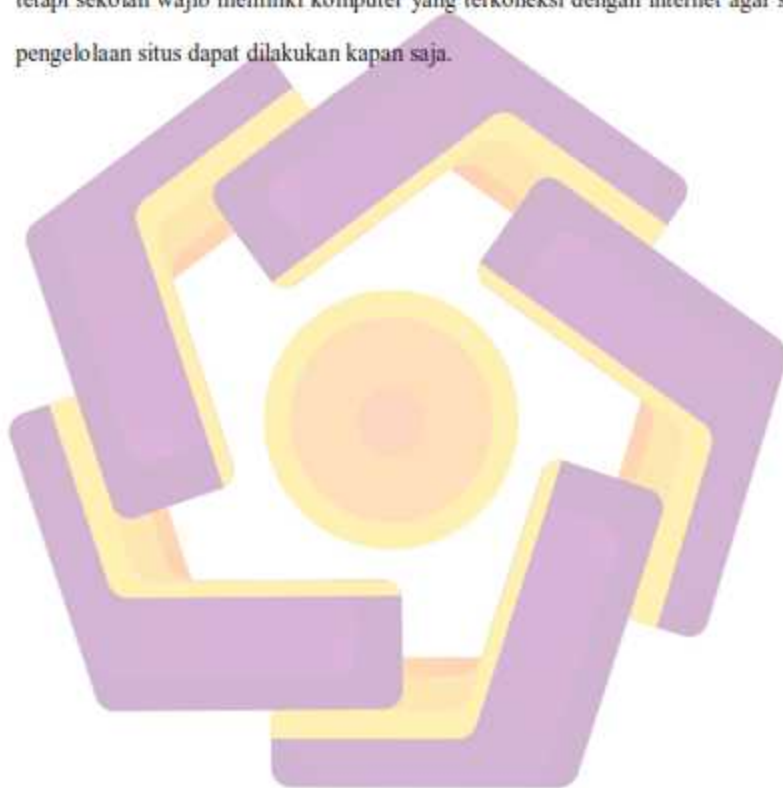 tetapi sekolah wajib memiliki komputer yang terkoneksi dengan internet agar
pengelolaan situs dapat dilakukan kapan saja.